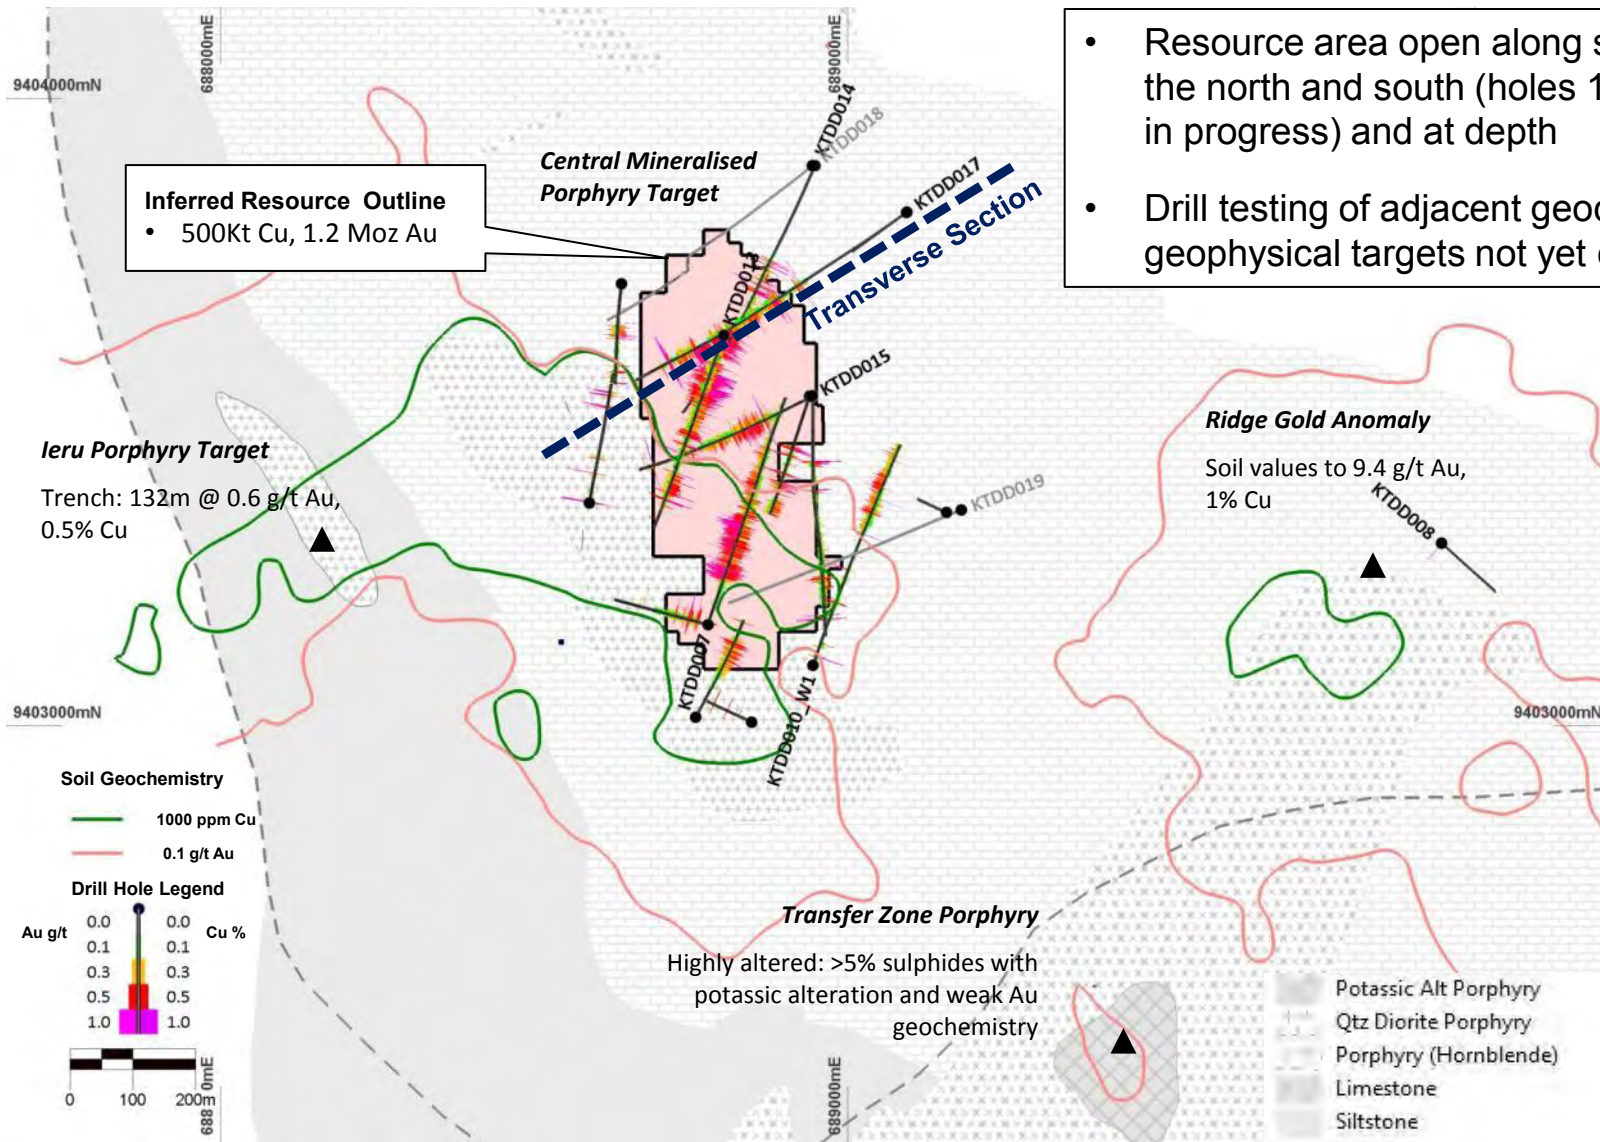 688000mE
689000mE
9404000mN
• Resource area open along
the north and south (holes
in progress) and at depth
• Drill testing of adjacent
geophysical targets not yet
Inferred Resource Outline
• 500Kt Cu, 1.2 Moz Au
Central Mineralised
Porphyry Target
KTDD014
KTDD018
KTDD017
Transverse Section
KTDD013
KTDD015
Ieru Porphyry Target
Trench: 132m @ 0.6 g/t Au,
0.5% Cu
Ridge Gold Anomaly
Soil values to 9.4 g/t Au,
1% Cu
KTDD008
KTDD019
KTDD007
KTDD010_W1
9403000mN
9403000mN
Soil Geochemistry
1000 ppm Cu
0.1 g/t Au
Drill Hole Legend
Au g/t
Cu %
0.0 0.0
0.1 0.1
0.3 0.3
0.5 0.5
1.0 1.0
0 100 200m
689000mE
Transfer Zone Porphyry
Highly altered: >5% sulphides with
potassic alteration and weak Au
geochemistry
Potassic Alt Porphyry
Qtz Diorite Porphyry
Porphyry (Hornblende)
Limestone
Siltstone